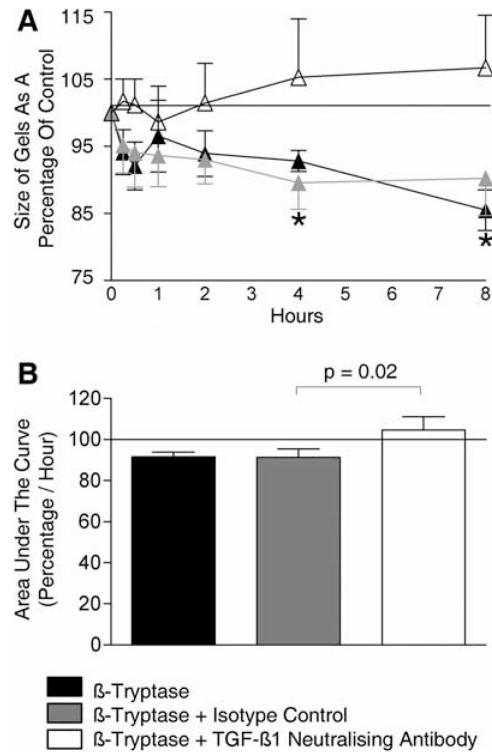 A
Size of Gels As A
Percentage Of Control
115
105
95
85
75
0 1 2 3 4 5 6 7 8
Hours
*
*
B
p = 0.02
Area Under The Curve
(Percentage / Hour)
120
100
80
60
40
20
0
ß-Tryptase
ß-Tryptase + Isotype Control
ß-Tryptase + TGF-ß1 Neutralising Antibody